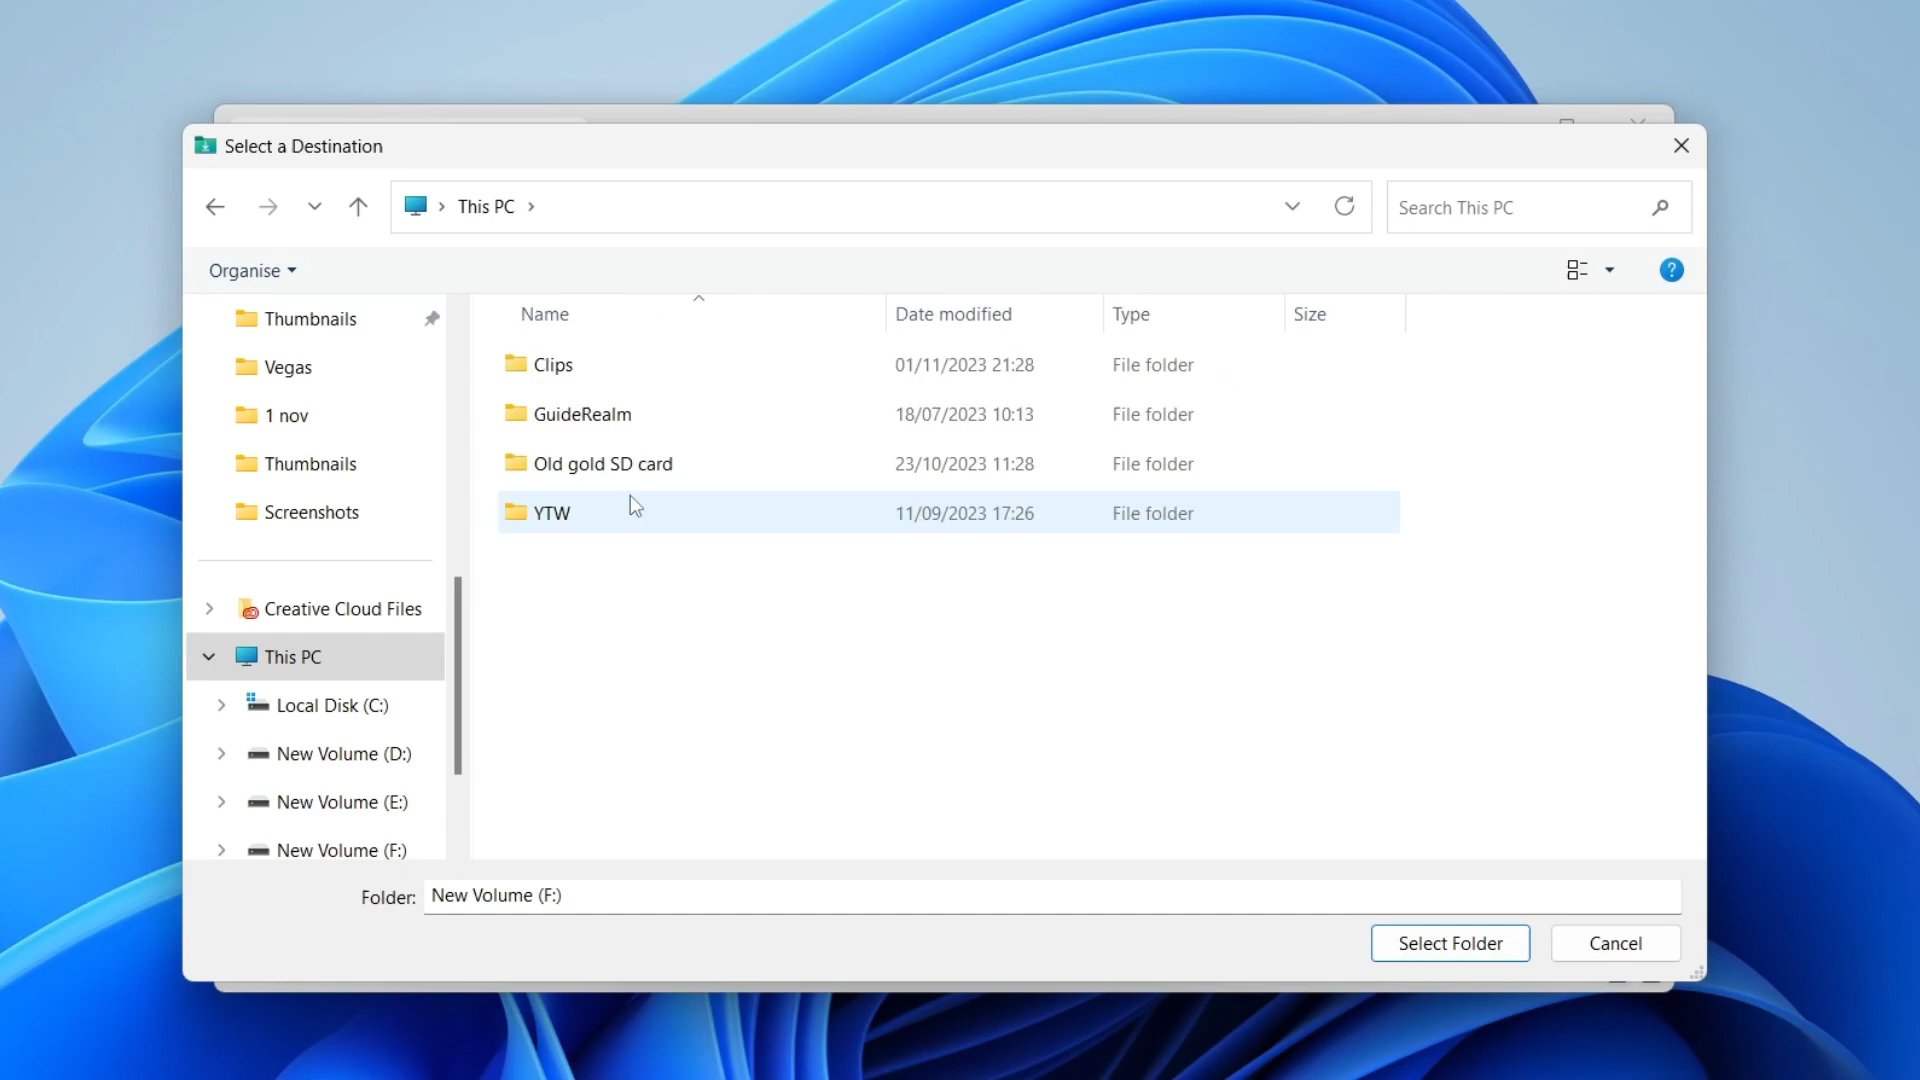 Select a Destination
This PC
Search This PC
Organise
?
Name
Date modified
Type
Size
Thumbnails
Vegas
1 nov
Thumbnails
Screenshots
Clips
01/11/2023 21:28
File folder
GuideRealm
18/07/2023 10:13
File folder
Old gold SD card
23/10/2023 11:28
File folder
YTW
11/09/2023 17:26
File folder
Creative Cloud Files
This PC
Local Disk (C:)
New Volume (D:)
New Volume (E:)
New Volume (F:)
Folder:
New Volume (F:)
Select Folder
Cancel